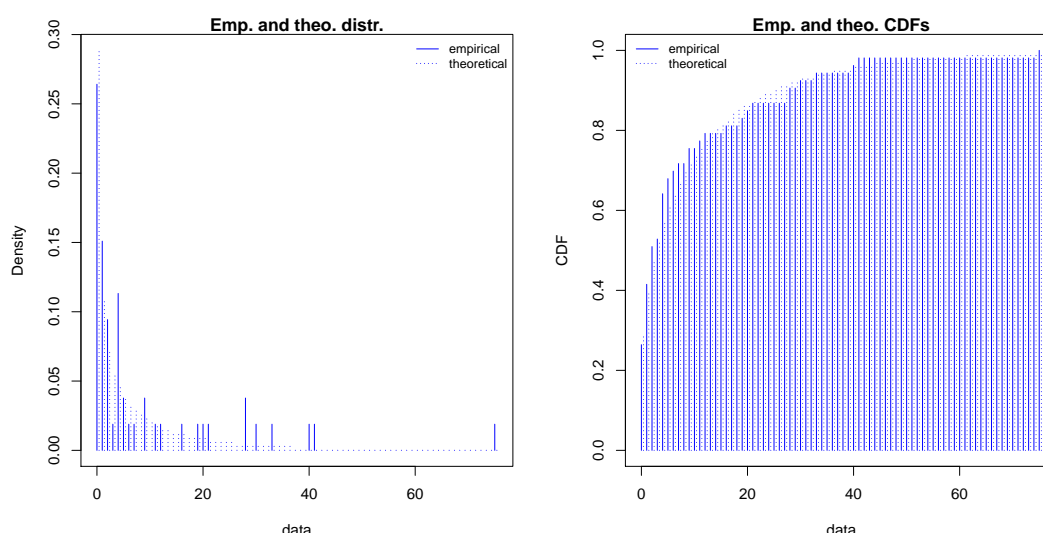 Emp. and theo. distr.
empirical
theoretical
0.30
0.25
0.20
0.15
0.10
0.05
0.00
Density
0 20 40 60
data
Emp. and theo. CDFs
empirical
theoretical
1.0
0.8
0.6
0.4
0.2
0.0
CDF
0 20 40 60
data